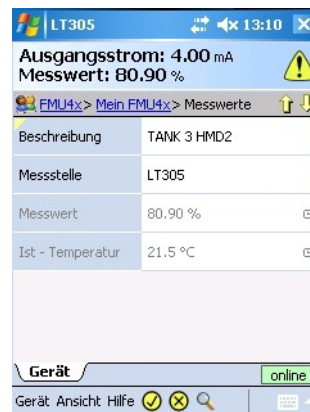 LT305 13:10
Ausgangsstrom: 4.00 mA
Messwert: 80.90 %
FMU4x> Mein FMU4x> Messwerte
Beschreibung TANK 3 HMD2
Messstelle LT305
Messwert 80.90 %
Ist - Temperatur 21.5 °C
Gerät online
Gerät Ansicht Hilfe